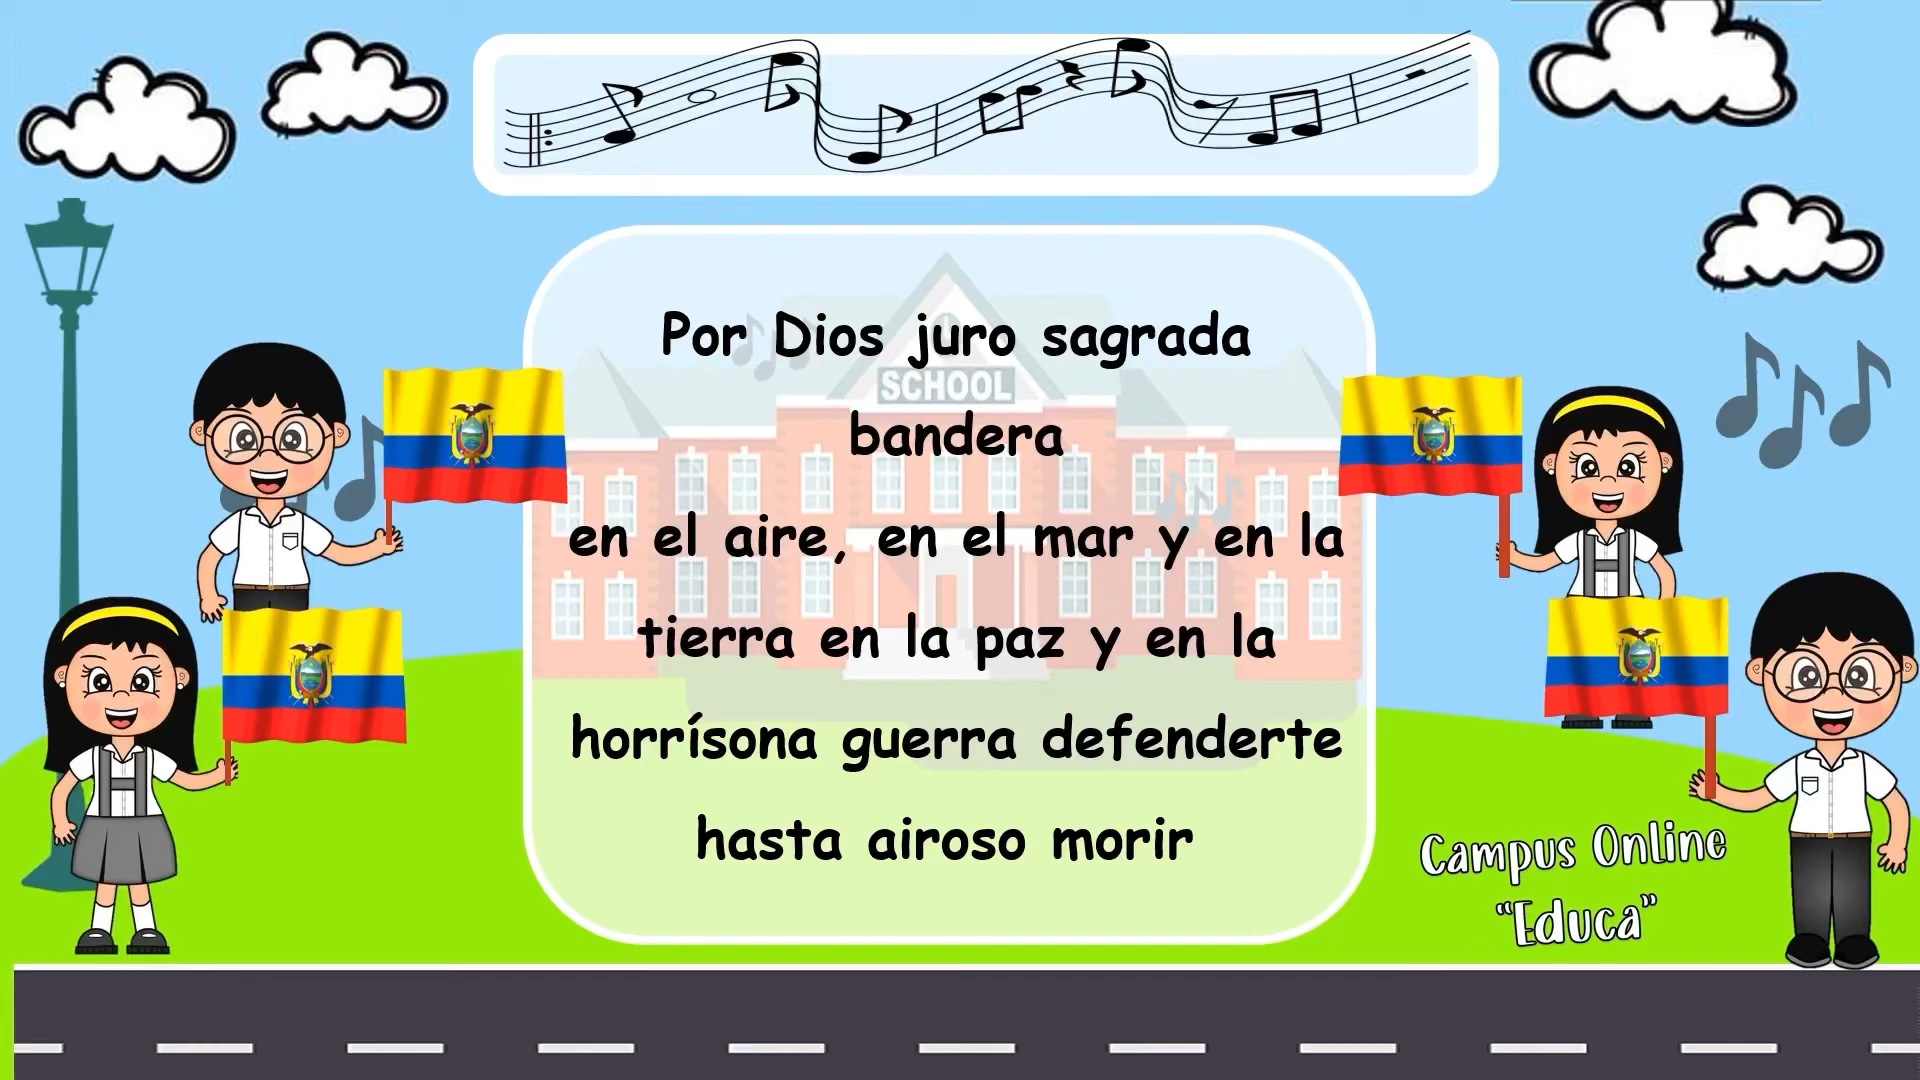 Por Dios juro sagrada
bandera
SCHOOL
en el aire, en el mar y en la
tierra en la paz y en la
horrísona guerra defenderte
hasta airoso morir
Campus Online
“Educa”